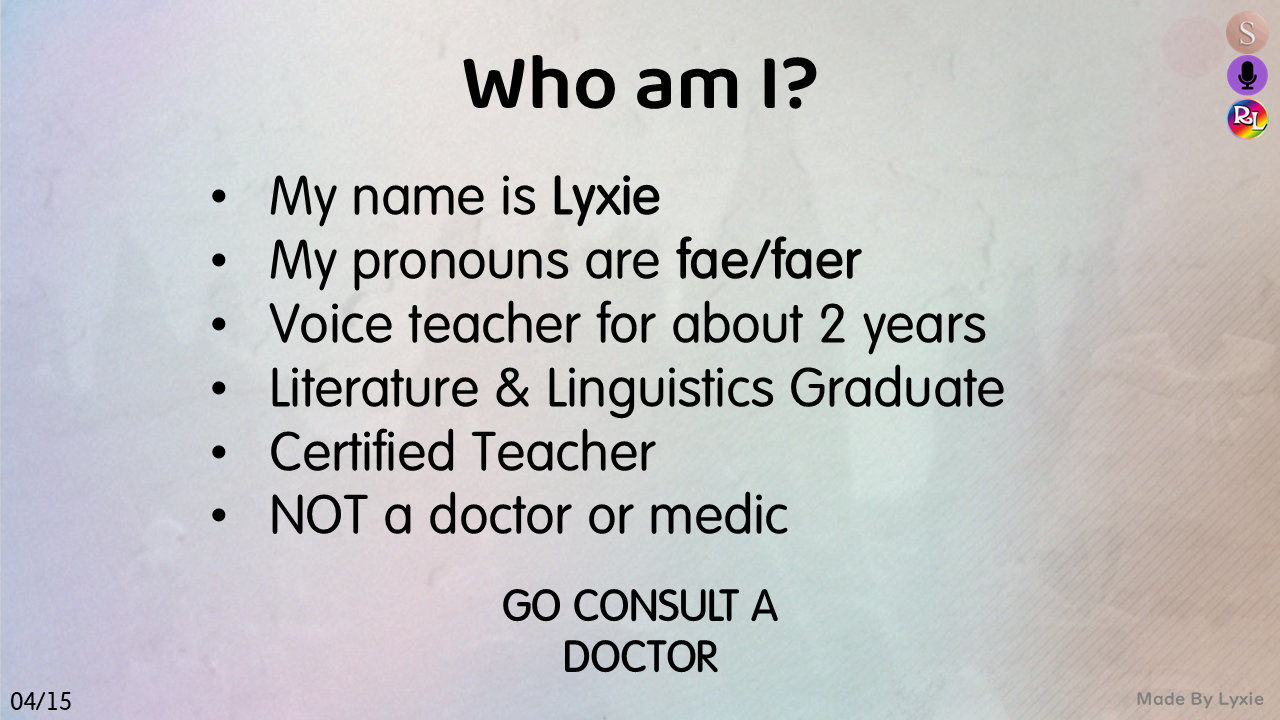 Who am I?
S
RL
• My name is Lyxie
• My pronouns are fae/faer
• Voice teacher for about 2 years
• Literature & Linguistics Graduate
• Certified Teacher
• NOT a doctor or medic
GO CONSULT A
DOCTOR
04/15
Made By Lyxie